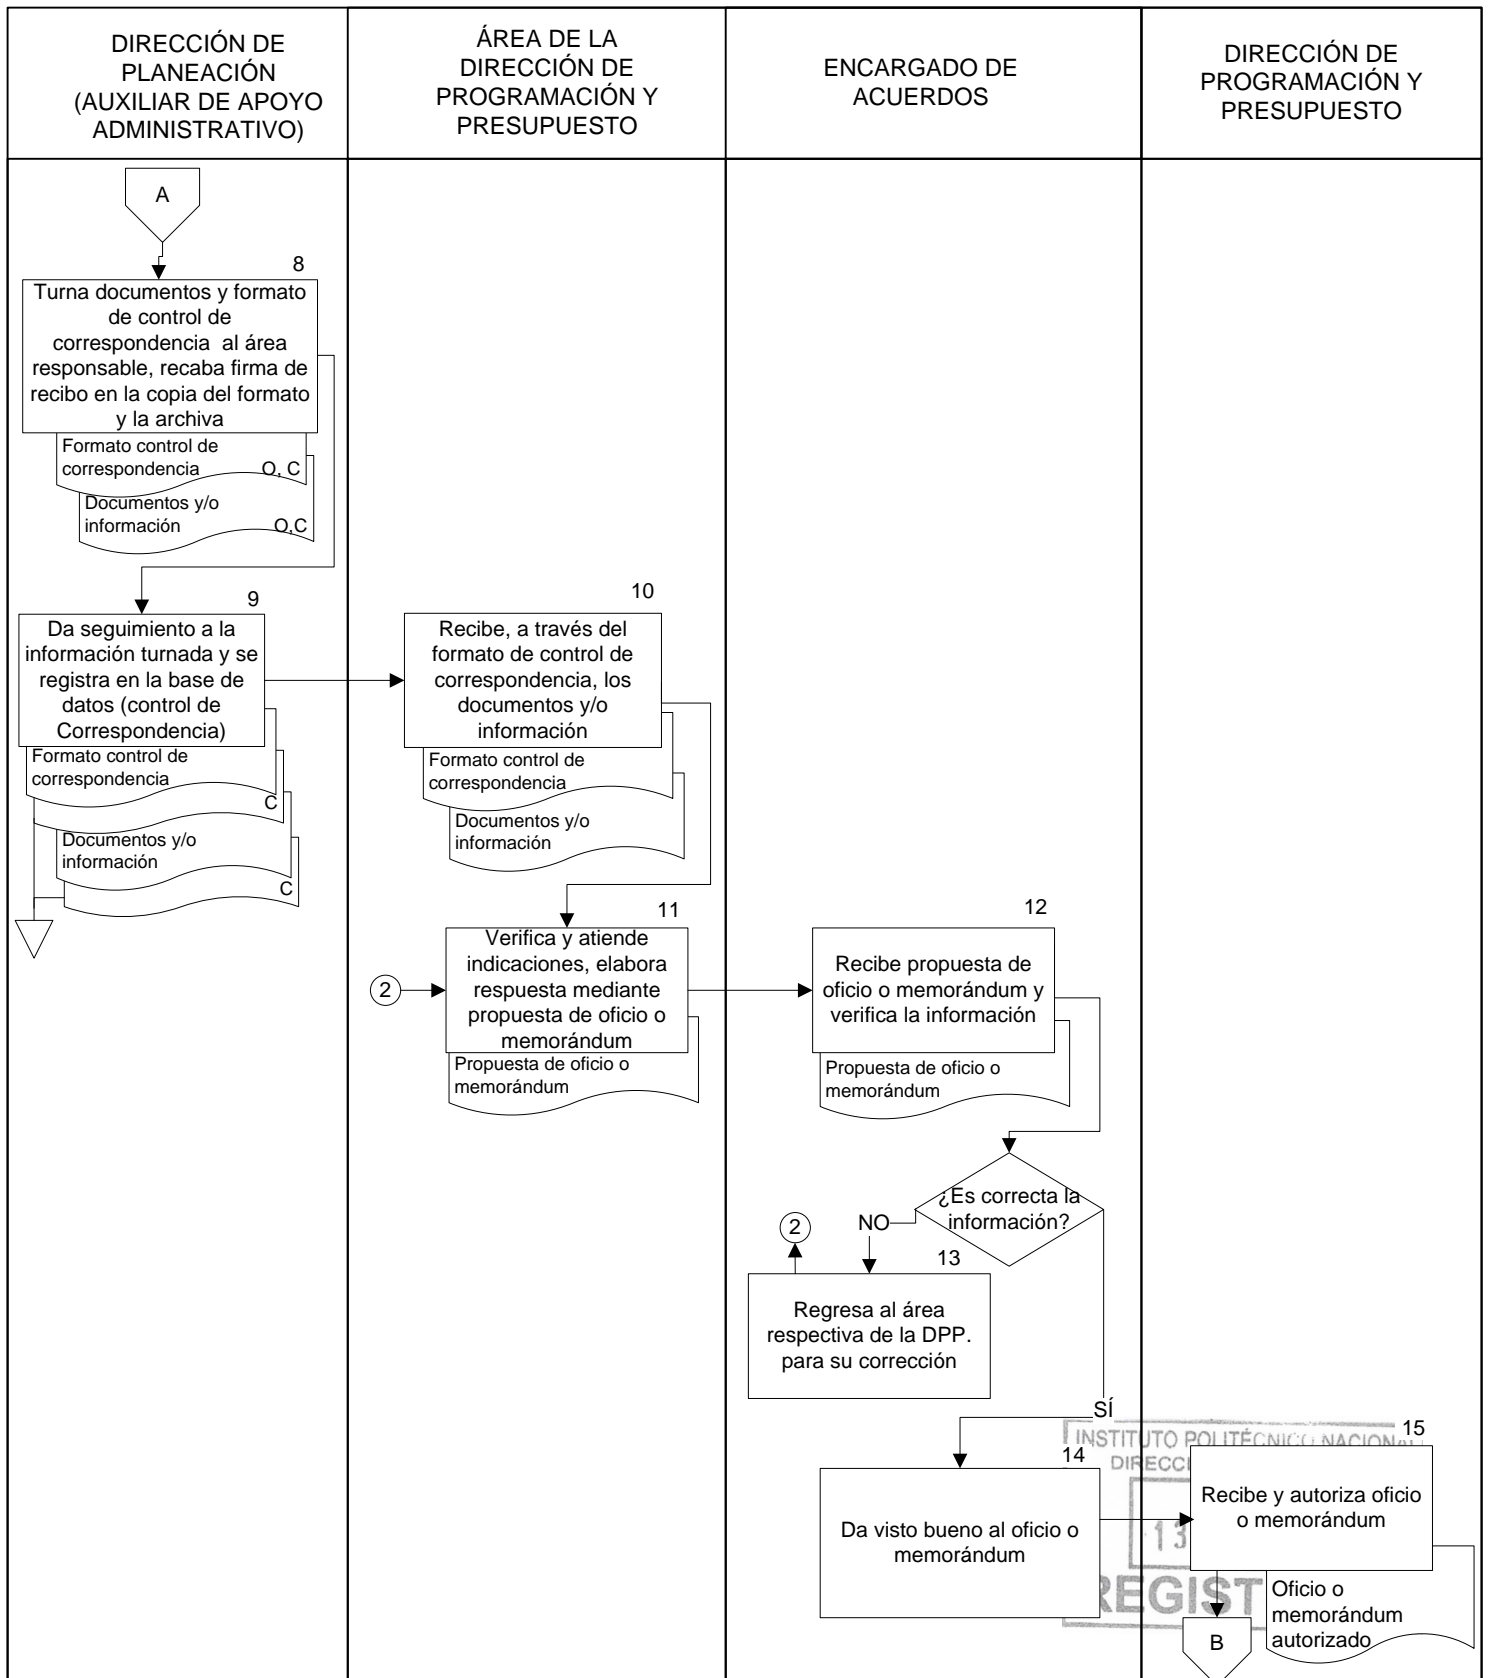 DIRECCIÓN DE
PLANEACIÓN
(AUXILIAR DE APOYO
ADMINISTRATIVO)
ÁREA DE LA
DIRECCIÓN DE
PROGRAMACIÓN Y
PRESUPUESTO
ENCARGADO DE
ACUERDOS
DIRECCIÓN DE
PROGRAMACIÓN Y
PRESUPUESTO
A
8
Turna documentos y formato
de control de
correspondencia al área
responsable, recaba firma de
recibo en la copia del formato
y la archiva
Formato control de
correspondencia O, C
Documentos y/o
información O,C
9
Da seguimiento a la
información turnada y se
registra en la base de
datos (control de
Correspondencia)
Formato control de
correspondencia
C
Documentos y/o
información
C
10
Recibe, a través del
formato de control de
correspondencia, los
documentos y/o
información
Formato control de
correspondencia
Documentos y/o
información
11
2
Verifica y atiende
indicaciones, elabora
respuesta mediante
propuesta de oficio o
memorándum
Propuesta de oficio o
memorándum
12
Recibe propuesta de
oficio o memorándum y
verifica la información
Propuesta de oficio o
memorándum
¿Es correcta la
información?
NO
2
13
Regresa al área
respectiva de la DPP.
para su corrección
SÍ
14
Da visto bueno al oficio o
memorándum
15
Recibe y autoriza oficio
o memorándum
Oficio o
memorándum
autorizado
B
INSTITUTO POLITÉCNICO NACIONAL
DIRECCI
13
REGIST